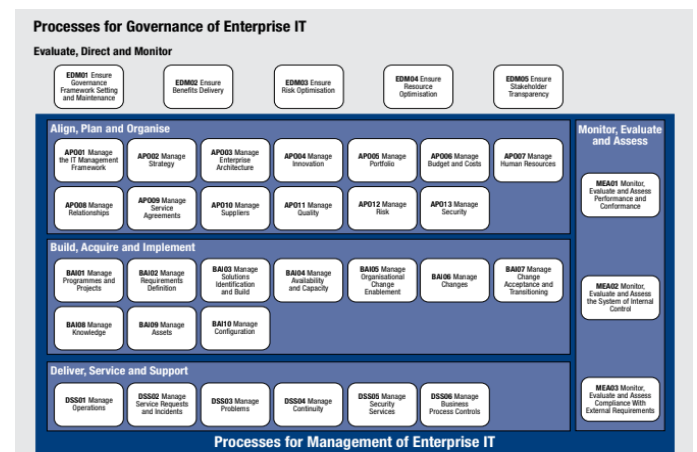 Processes for Governance of Enterprise IT
Evaluate, Direct and Monitor
EDM01 Ensure
Governance
Framework Setting
and Maintenance
EDM02 Ensure
Benefits Delivery
EDM03 Ensure
Risk Optimisation
EDM04 Ensure
Resource
Optimisation
EDM05 Ensure
Stakeholder
Transparency
Align, Plan and Organise
APO01 Manage
the IT Management
Framework
APO02 Manage
Strategy
APO03 Manage
Enterprise
Architecture
APO04 Manage
Innovation
APO05 Manage
Portfolio
APO06 Manage
Budget and Costs
APO07 Manage
Human Resources
APO08 Manage
Relationships
APO09 Manage
Service
Agreements
APO10 Manage
Suppliers
APO11 Manage
Quality
APO12 Manage
Risk
APO13 Manage
Security
Build, Acquire and Implement
BAI01 Manage
Programmes and
Projects
BAI02 Manage
Requirements
Definition
BAI03 Manage
Solutions
Identification
and Build
BAI04 Manage
Availability
and Capacity
BAI05 Manage
Organisational
Change
Enablement
BAI06 Manage
Changes
BAI07 Manage
Change
Acceptance and
Transitioning
BAI08 Manage
Knowledge
BAI09 Manage
Assets
BAI10 Manage
Configuration
Deliver, Service and Support
DSS01 Manage
Operations
DSS02 Manage
Service Requests
and Incidents
DSS03 Manage
Problems
DSS04 Manage
Continuity
DSS05 Manage
Security
Services
DSS06 Manage
Business
Process Controls
Monitor, Evaluate
and Assess
MEA01 Monitor,
Evaluate and Assess
Performance and
Conformance
MEA02 Monitor,
Evaluate and Assess
the System of Internal
Control
MEA03 Monitor,
Evaluate and Assess
Compliance With
External Requirements
Processes for Management of Enterprise IT